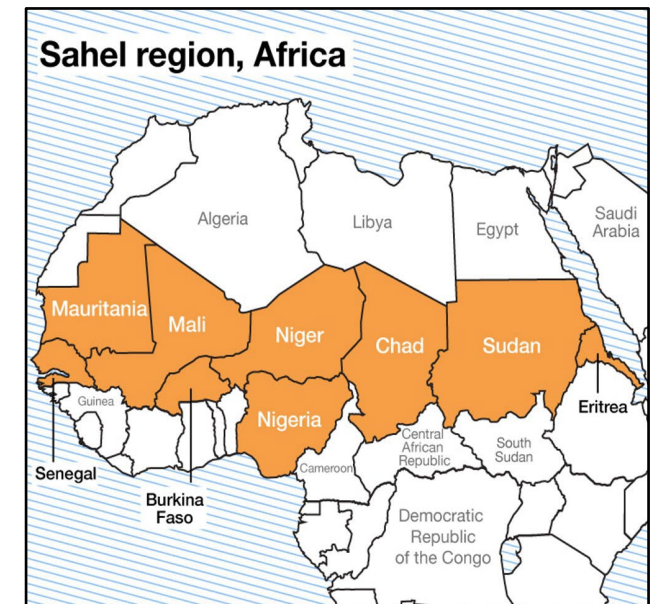 Sahel region, Africa
Algeria
Libya
Egypt
Saudi
Arabia
Mauritania
Mali
Niger
Chad
Sudan
Eritrea
Guinea
Nigeria
Senegal
Burkina
Faso
Cameroon
Central
African
Republic
South
Sudan
Democratic
Republic
of the Congo